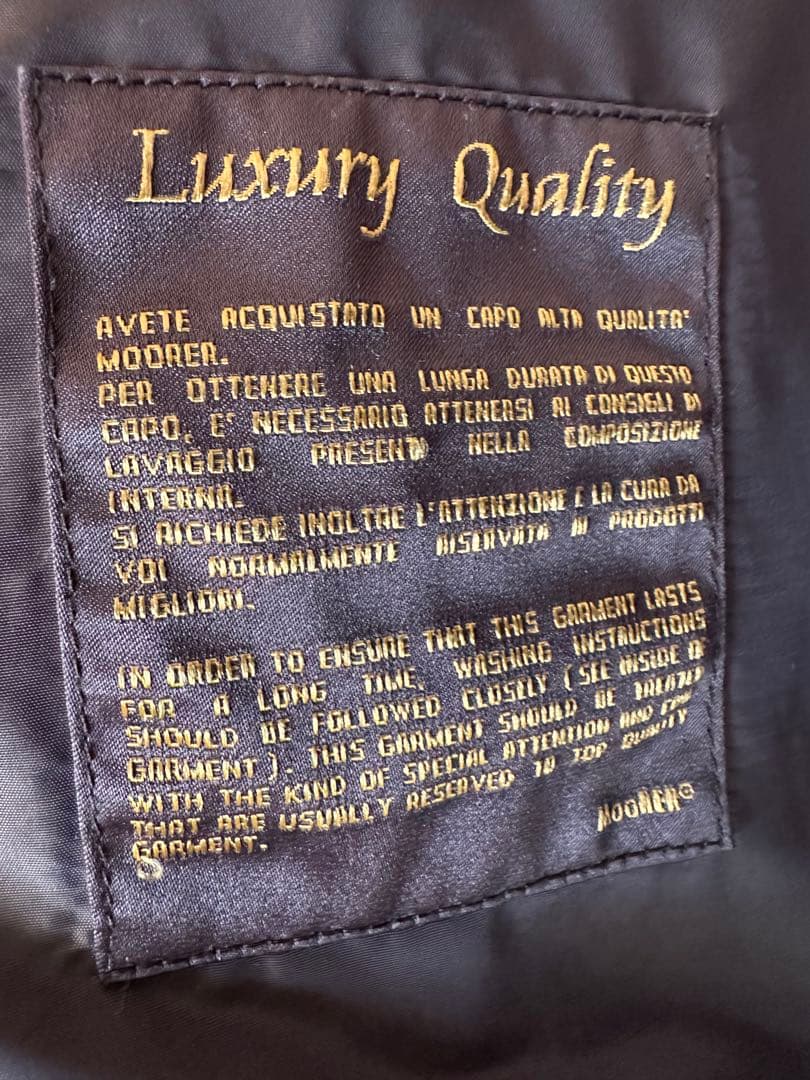 Luxury Quality
AVETE ACQUISTATO UN CAPO ALTA QUALITA'
MOORER.
PER OTTENERE UNA LUNGA DURATA DI QUESTO
CAPO, E' NECESSARIO ATTENERSI AI CONSIGLI DI
LAVAGGIO PRESENTI NELLA COMPOSIZIONE
INTERNA.
SI RICHIEDE INOLTRE L'ATTENZIONE E LA CURA DA
VOI NORMALMENTE RISERVATA AI PRODOTTI
MIGLIORI.
IN ORDER TO ENSURE THAT THIS GARMENT LASTS
FOR A LONG TIME, WASHING INSTRUCTIONS
SHOULD BE FOLLOWED CLOSELY (SEE INSIDE OF
GARMENT). THIS GARMENT SHOULD BE TREATED
WITH THE KIND OF SPECIAL ATTENTION AND
THAT ARE USUALLY RESERVED TO TOP QUALITY
GARMENT.
MOORER©